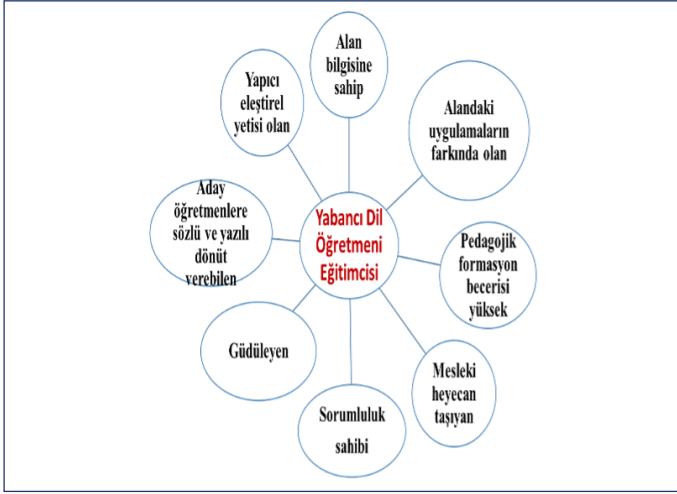 Alan
bilgisine
sahip
Yapıcı
eleştirel
yetisi olan
Alandaki
uygulamaların
farkında olan
Aday
öğretmenlere
sözlü ve yazılı
dönüt
verebilen
Yabancı Dil
Öğretmeni
Eğitimcisi
Pedagojik
formasyon
becerisi
yüksek
Güdüleyen
Mesleki
heyecan
taşıyan
Sorumluluk
sahibi